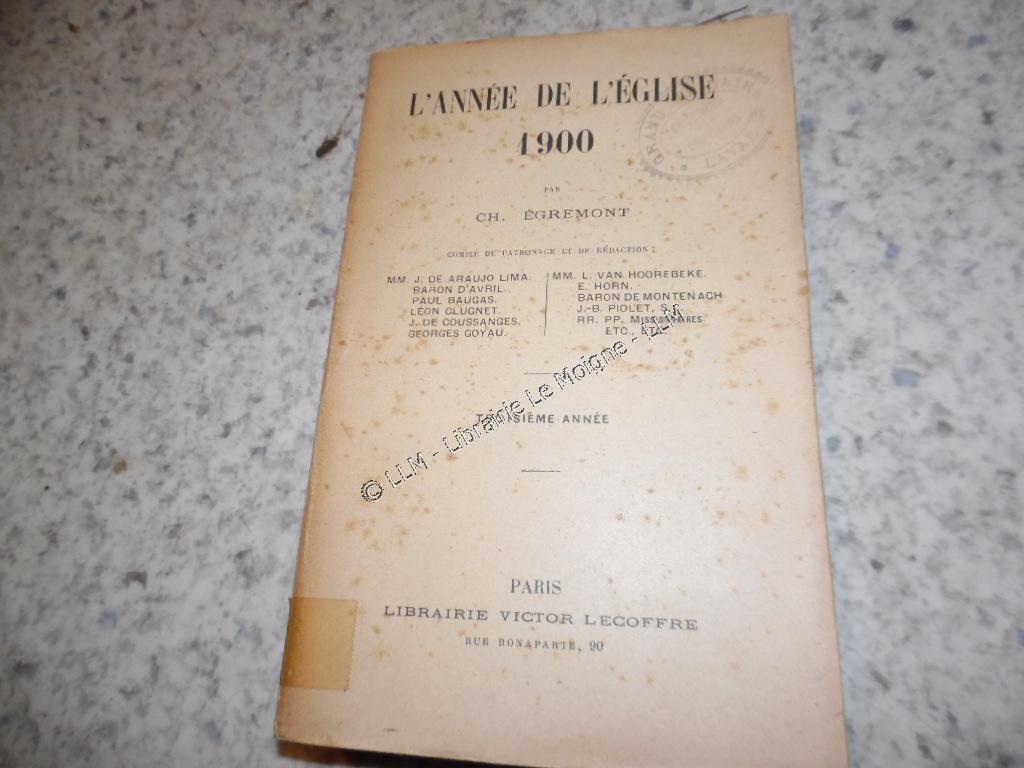 L'ANNÉE DE L'ÉGLISE
1900
PAR
CH. ÉGREMONT
COMITÉ DE PATRONAGE ET DE RÉDACTION :
MM. J. DE ARAUJO LIMA.
BARON D'AVRIL.
PAUL BAUGAS.
LÉON CLUGNET.
J. DE COUSSANGES.
GEORGES GOYAU.
MM. L. VAN HOOREBEKE.
E. HORN.
BARON DE MONTENACH
J.-B. PIOLET, S.
RR. PP. MISSIONNAIRES.
ETC., ETC.
TROISIÈME ANNÉE
© LLM - Librairie Le Moigne - LLM
PARIS
LIBRAIRIE VICTOR LECOFFRE
RUE BONAPARTE, 90
GRAND
LAVAL